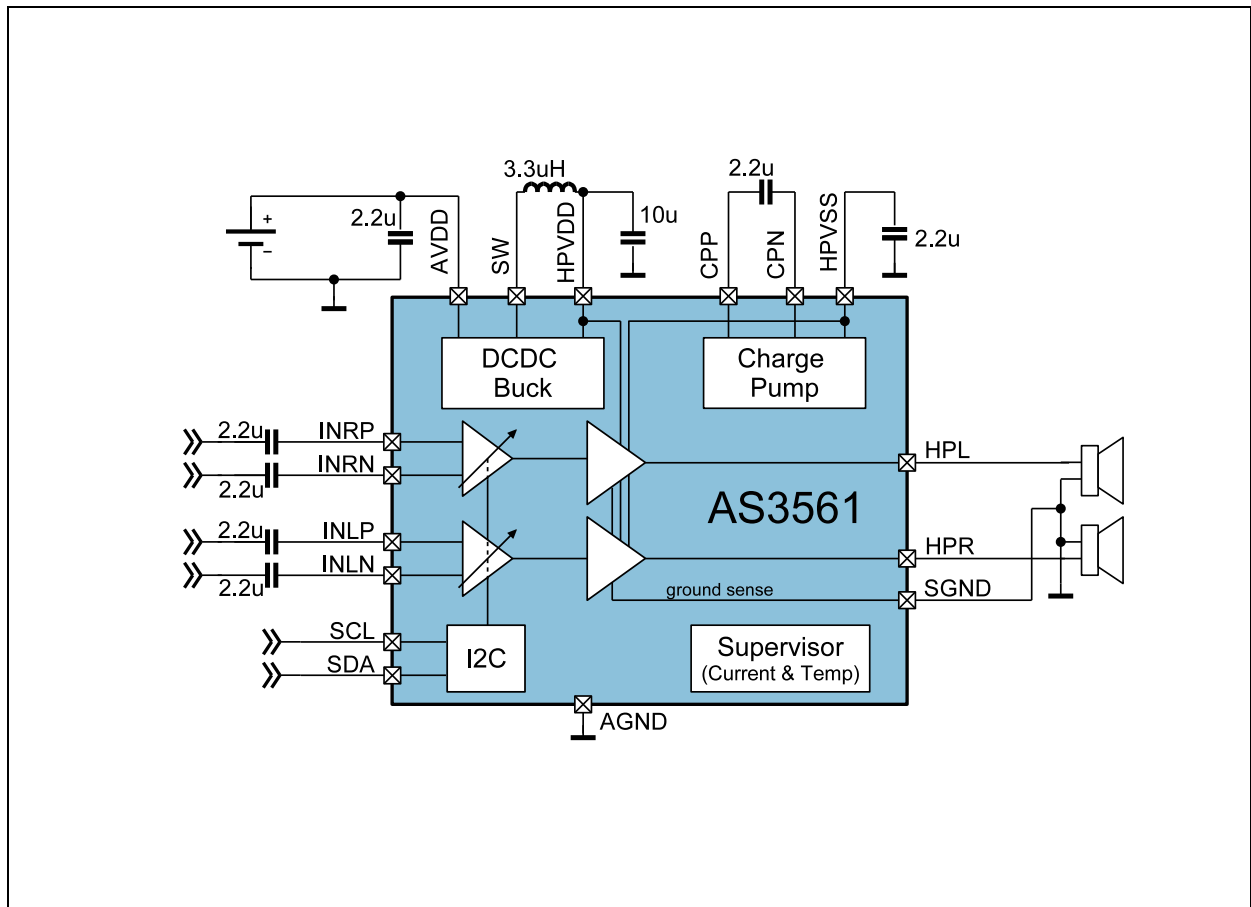 3.3uH
2.2u
2.2u
10u
2.2u
AVDD
SW
HPVDD
CPP
CPN
HPVSS
+
−
DCDC
Buck
Charge
Pump
2.2u
INRP
INRN
2.2u
HPL
AS3561
2.2u
INLP
INLN
2.2u
HPR
ground sense
SGND
SCL
SDA
I2C
Supervisor
(Current & Temp)
AGND